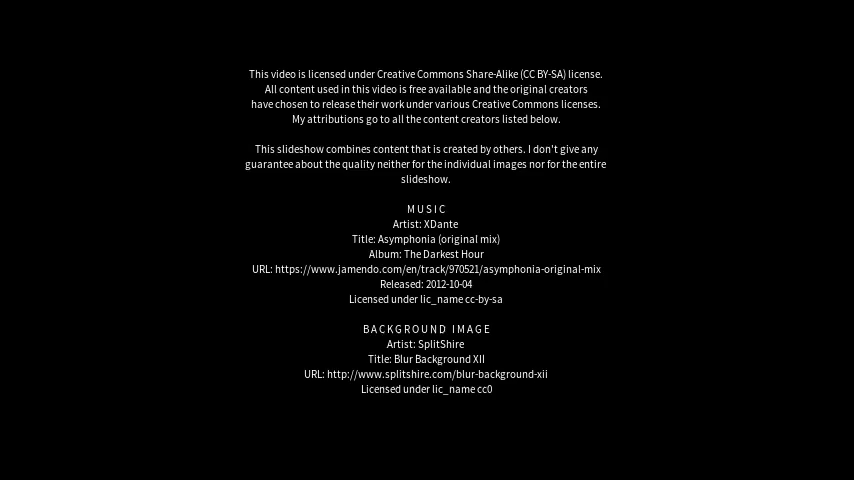 This video is licensed under Creative Commons Share-Alike (CC BY-SA) license.
All content used in this video is free available and the original creators
have chosen to release their work under various Creative Commons licenses.
My attributions go to all the content creators listed below.
This slideshow combines content that is created by others. I don't give any
guarantee about the quality neither for the individual images nor for the entire
slideshow.
MUSIC
Artist: XDante
Title: Asymphonia (original mix)
Album: The Darkest Hour
URL: https://www.jamendo.com/en/track/970521/asymphonia-original-mix
Released: 2012-10-04
Licensed under lic_name cc-by-sa
BACKGROUND IMAGE
Artist: SplitShire
Title: Blur Background XII
URL: http://www.splitshire.com/blur-background-xii
Licensed under lic_name cc0